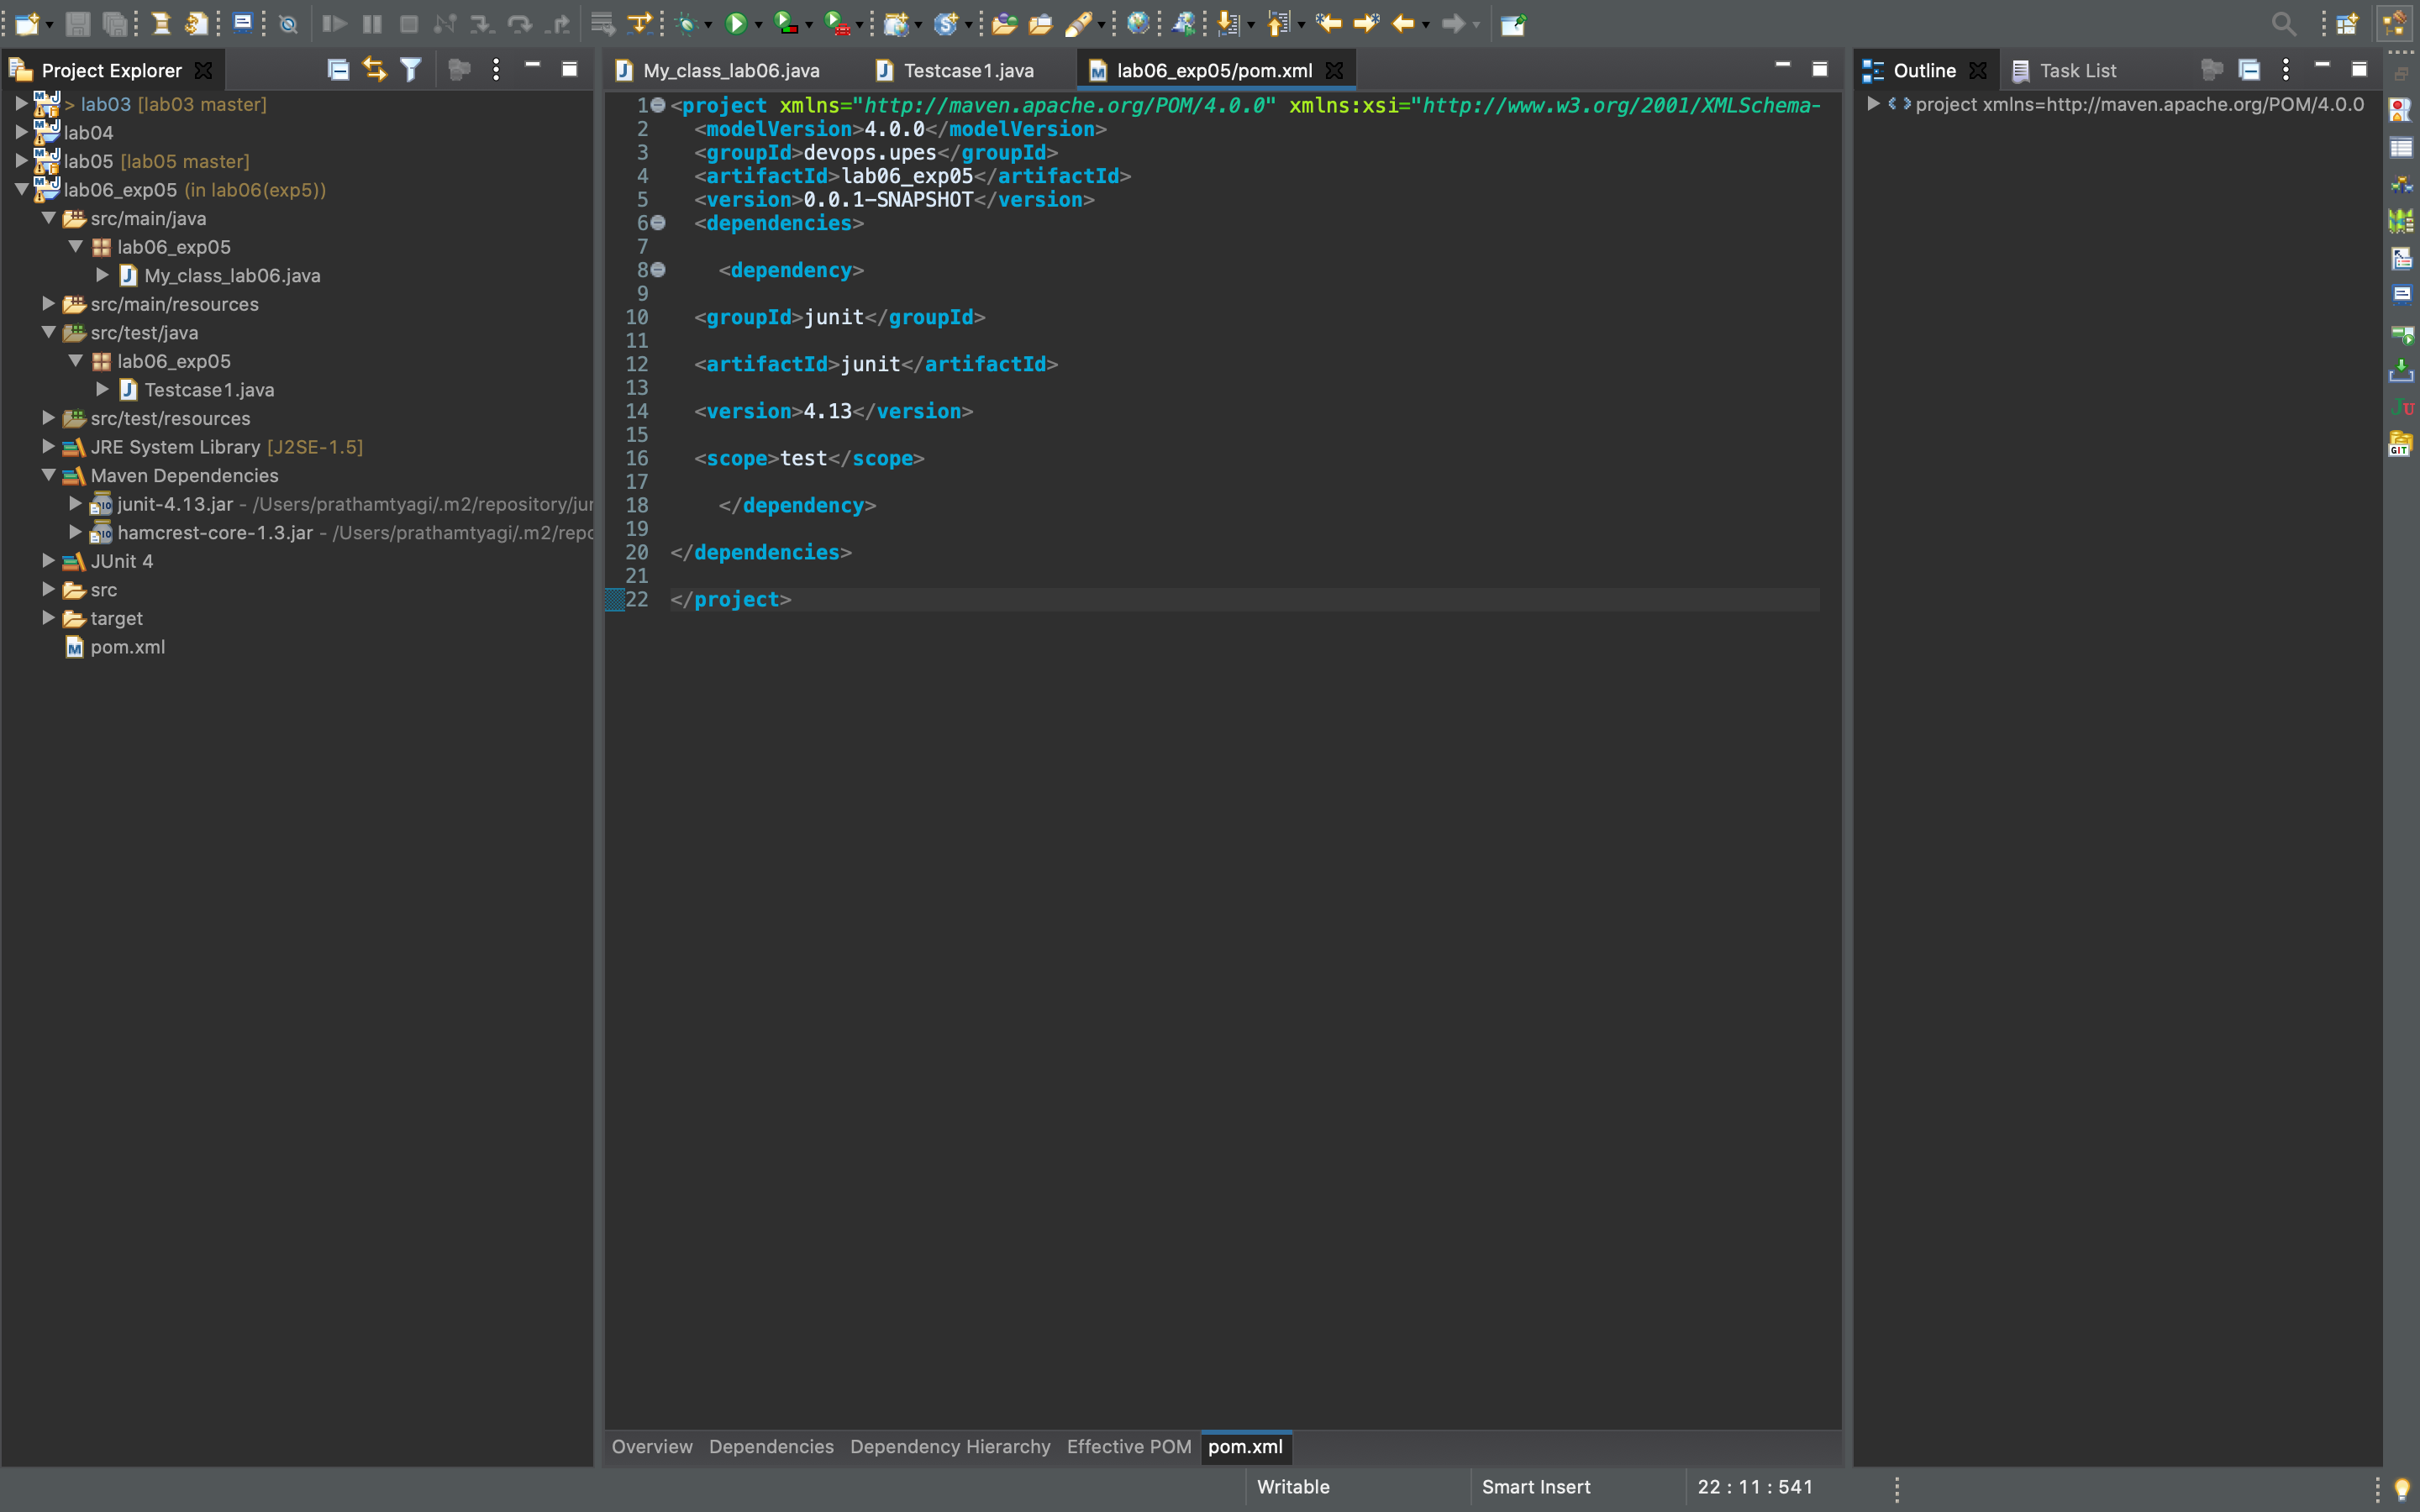 Project Explorer
> lab03 [lab03 master]
lab04
lab05 [lab05 master]
lab06_exp05 (in lab06(exp5))
src/main/java
lab06_exp05
My_class_lab06.java
src/main/resources
src/test/java
lab06_exp05
Testcase1.java
src/test/resources
JRE System Library [J2SE-1.5]
Maven Dependencies
junit-4.13.jar - /Users/prathamtyagi/.m2/repository/jur
hamcrest-core-1.3.jar - /Users/prathamtyagi/.m2/repo
JUnit 4
src
target
pom.xml
My_class_lab06.java Testcase1.java lab06_exp05/pom.xml
1 <project xmlns="http://maven.apache.org/POM/4.0.0" xmlns:xsi="http://www.w3.org/2001/XMLSchema-
2 <modelVersion>4.0.0</modelVersion>
3 <groupId>devops.upes</groupId>
4 <artifactId>lab06_exp05</artifactId>
5 <version>0.0.1-SNAPSHOT</version>
6 <dependencies>
7
8 <dependency>
9
10 <groupId>junit</groupId>
11
12 <artifactId>junit</artifactId>
13
14 <version>4.13</version>
15
16 <scope>test</scope>
17
18 </dependency>
19
20 </dependencies>
21
22 </project>
Overview Dependencies Dependency Hierarchy Effective POM pom.xml
Outline Task List
project xmlns=http://maven.apache.org/POM/4.0.0
JU
GIT
Writable Smart Insert 22 : 11 : 541